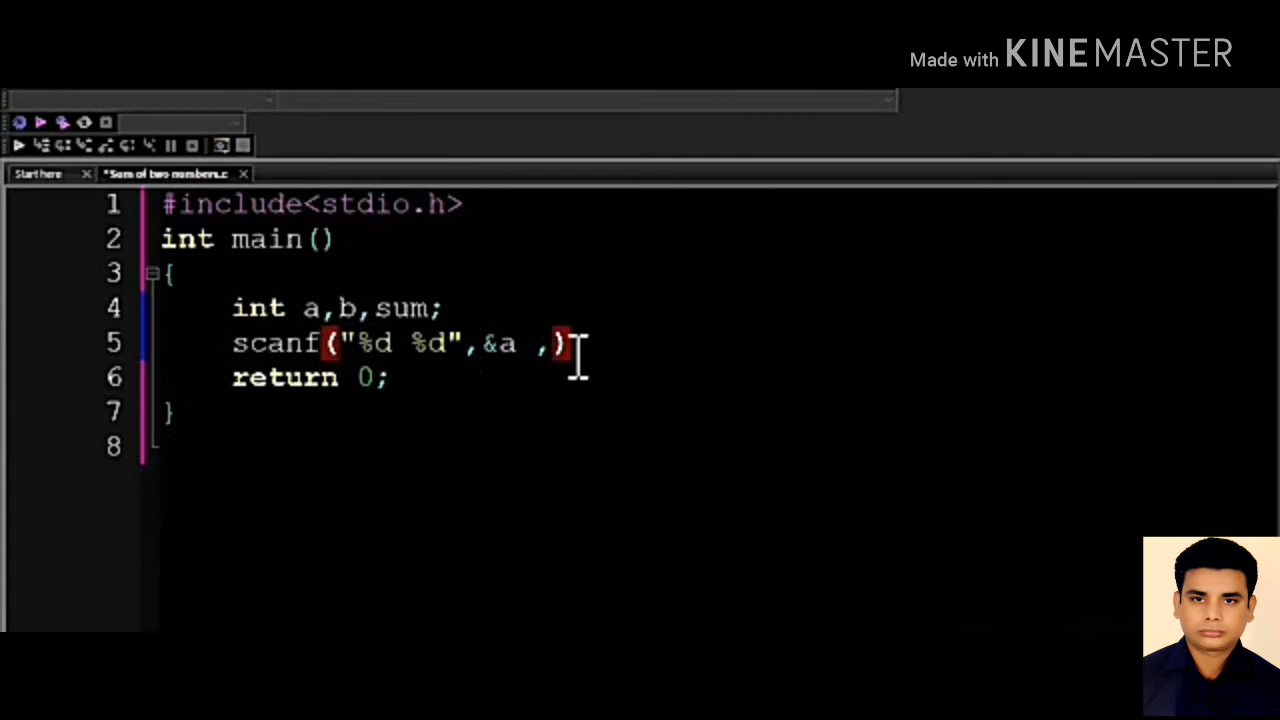 Made with KINEMASTER
Start here
*Sum of two numbers.c
1 #include<stdio.h>
2 int main()
3 {
4 int a,b,sum;
5 scanf("%d %d",&a ,)
6 return 0;
7 }
8